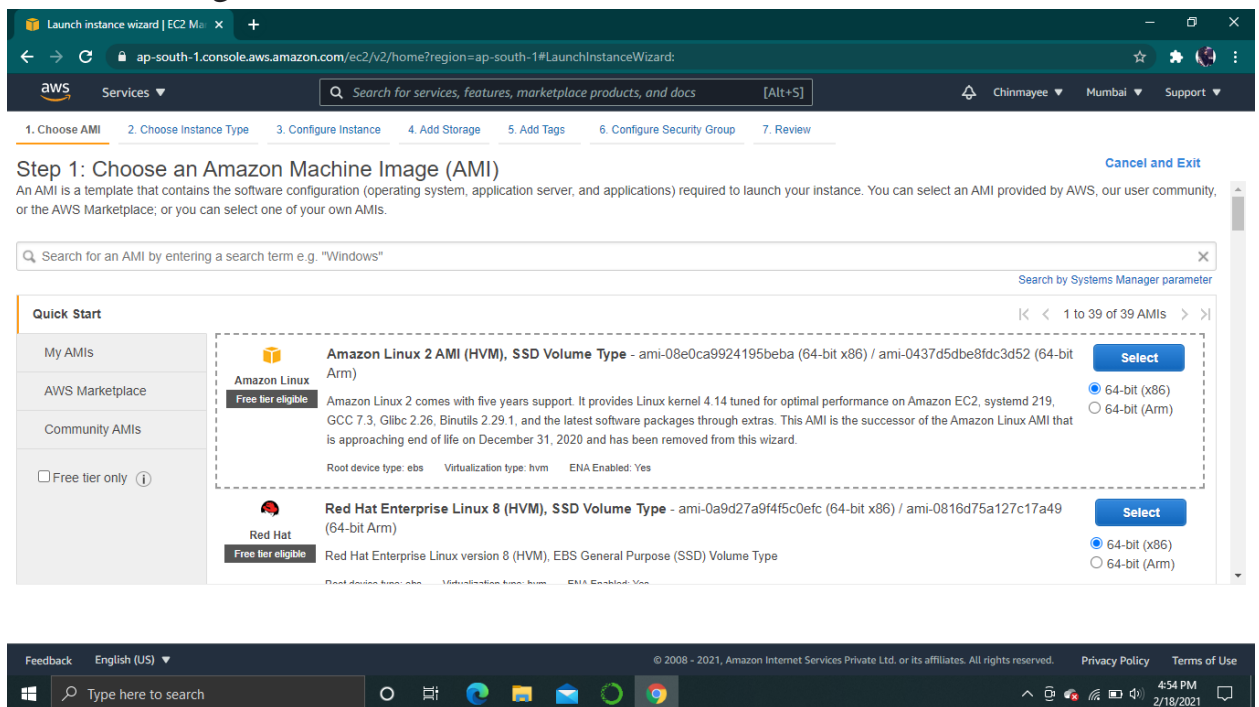 Launch instance wizard | EC2 Ma
ap-south-1.console.aws.amazon.com/ec2/v2/home?region=ap-south-1#LaunchInstanceWizard:
aws Services ▼ Search for services, features, marketplace products, and docs [Alt+S] Chinmayee ▼ Mumbai ▼ Support ▼
1. Choose AMI 2. Choose Instance Type 3. Configure Instance 4. Add Storage 5. Add Tags 6. Configure Security Group 7. Review
Step 1: Choose an Amazon Machine Image (AMI) Cancel and Exit
An AMI is a template that contains the software configuration (operating system, application server, and applications) required to launch your instance. You can select an AMI provided by AWS, our user community,
or the AWS Marketplace; or you can select one of your own AMIs.
Search for an AMI by entering a search term e.g. "Windows"
Search by Systems Manager parameter
Quick Start 1 to 39 of 39 AMIs
My AMIs
AWS Marketplace
Community AMIs
Free tier only
Amazon Linux
Free tier eligible
Amazon Linux 2 AMI (HVM), SSD Volume Type - ami-08e0ca9924195beba (64-bit x86) / ami-0437d5dbe8fdc3d52 (64-bit
Arm)
Amazon Linux 2 comes with five years support. It provides Linux kernel 4.14 tuned for optimal performance on Amazon EC2, systemd 219,
GCC 7.3, Glibc 2.26, Binutils 2.29.1, and the latest software packages through extras. This AMI is the successor of the Amazon Linux AMI that
is approaching end of life on December 31, 2020 and has been removed from this wizard.
Root device type: ebs Virtualization type: hvm ENA Enabled: Yes
Select
64-bit (x86)
64-bit (Arm)
Red Hat
Free tier eligible
Red Hat Enterprise Linux 8 (HVM), SSD Volume Type - ami-0a9d27a9f4f5c0efc (64-bit x86) / ami-0816d75a127c17a49
(64-bit Arm)
Red Hat Enterprise Linux version 8 (HVM), EBS General Purpose (SSD) Volume Type
Root device type: ebs Virtualization type: hvm ENA Enabled: Yes
Select
64-bit (x86)
64-bit (Arm)
Feedback English (US) ▼ © 2008 - 2021, Amazon Internet Services Private Ltd. or its affiliates. All rights reserved. Privacy Policy Terms of Use
Type here to search
4:54 PM
2/18/2021